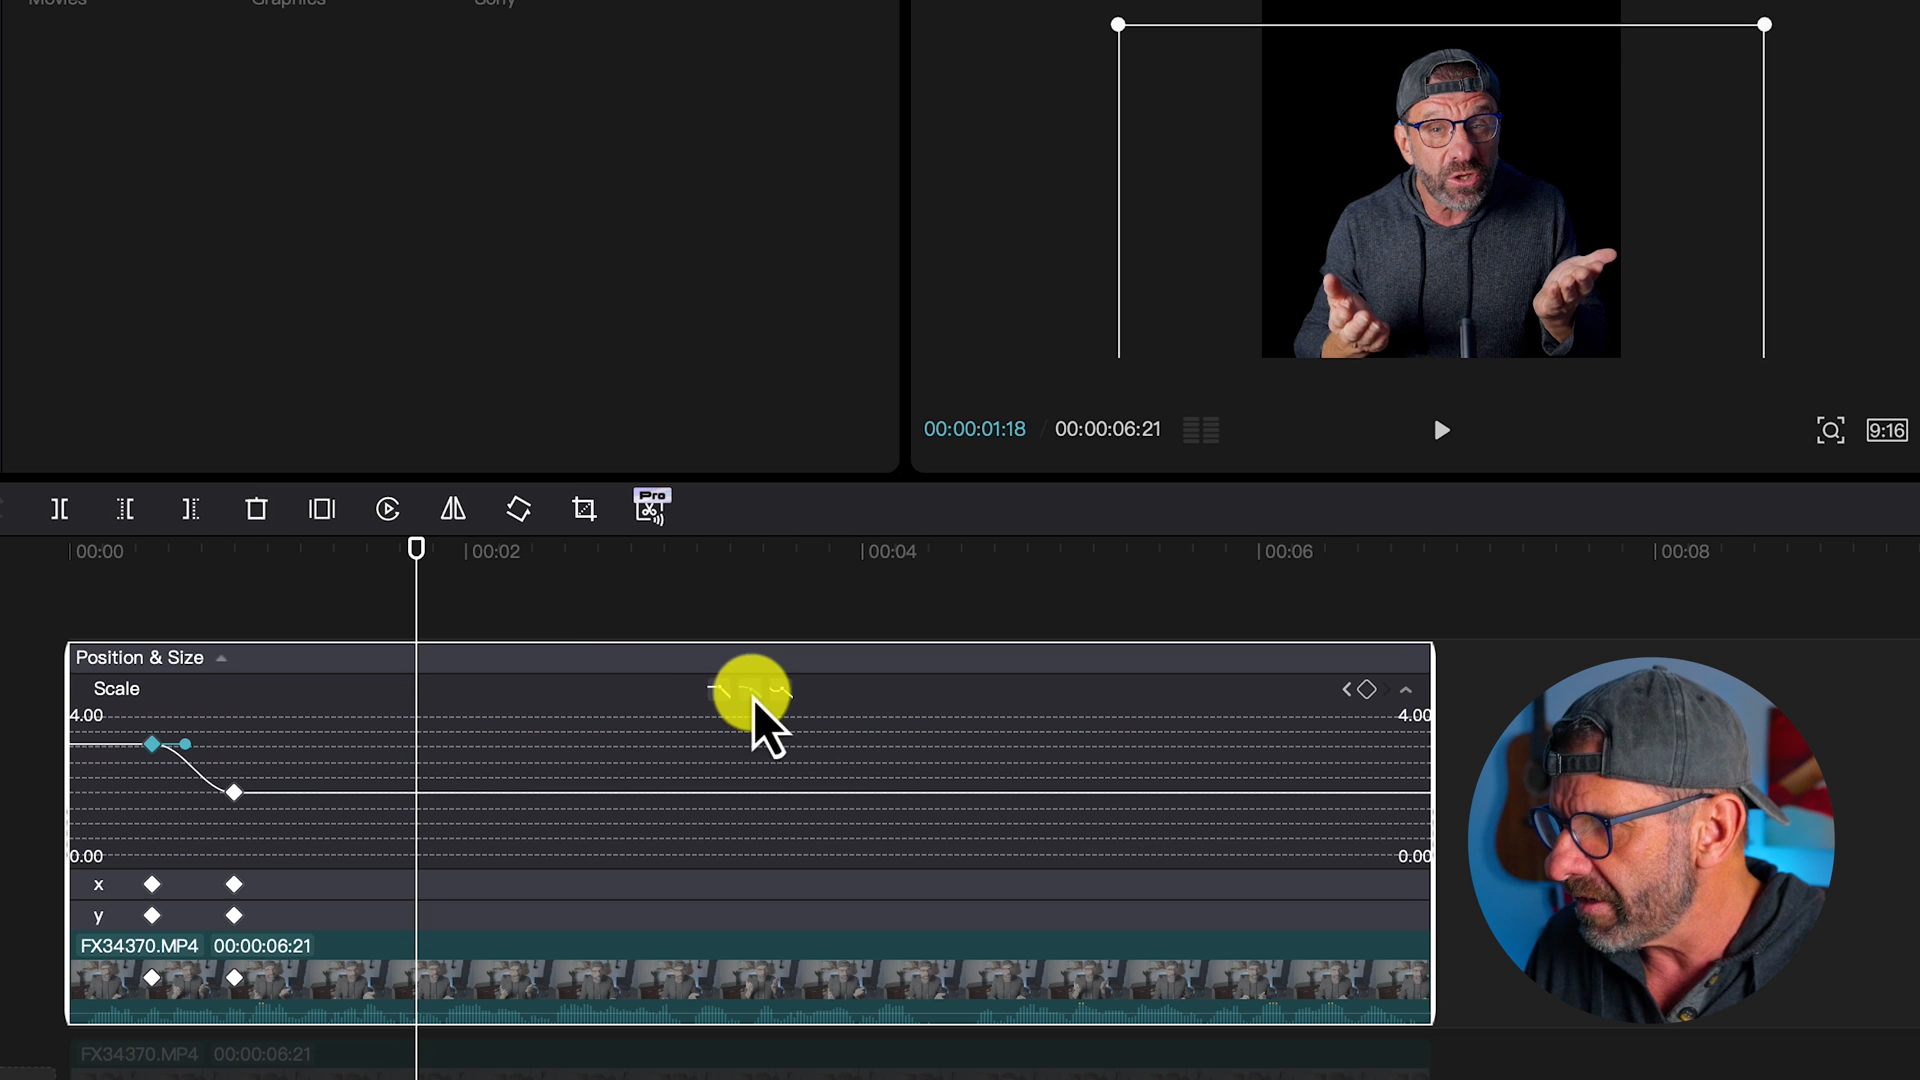 Movies Graphics Sony
00:00:01:18 / 00:00:06:21
9:16
Pro
00:00 00:02 00:04 00:06 00:08
Position & Size
Scale
4.00 4.00
0.00 0.00
x
y
FX34370.MP4 00:00:06:21
FX34370.MP4 00:00:06:21